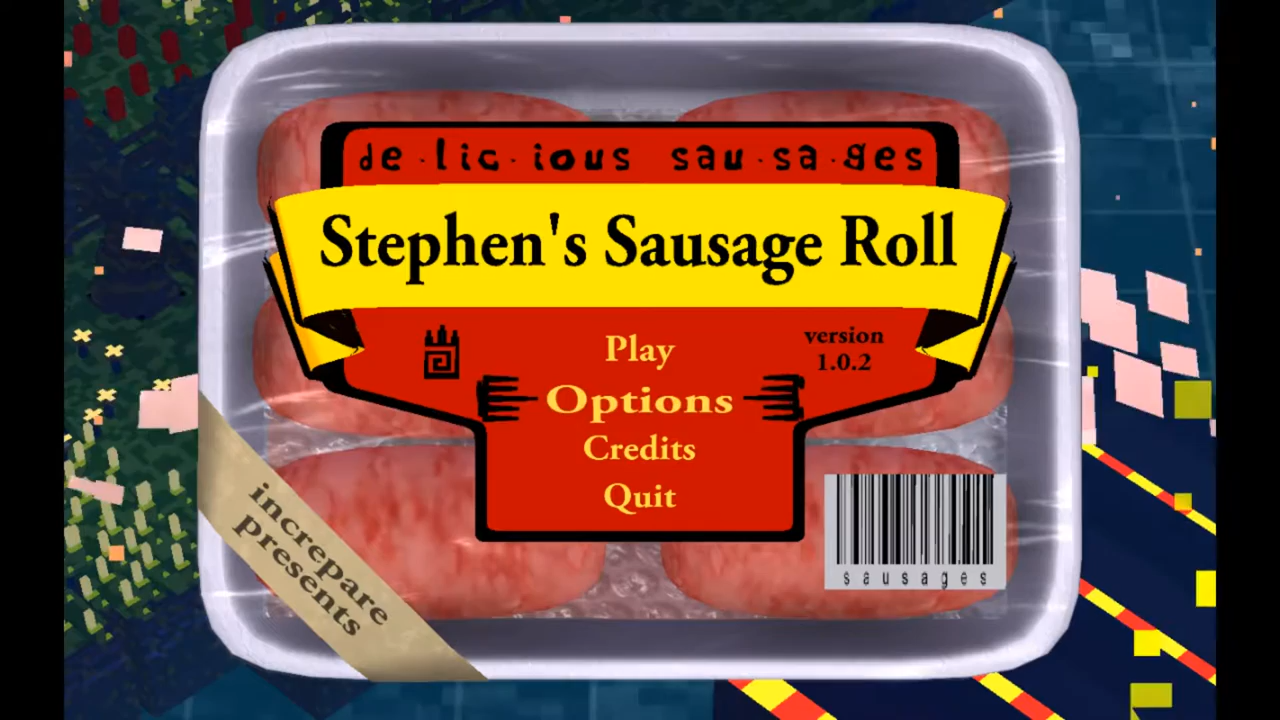 de·lic·ious sau·sa·ges
Stephen's Sausage Roll
version
1.0.2
Play
Options
Credits
Quit
increpare
presents
sausages